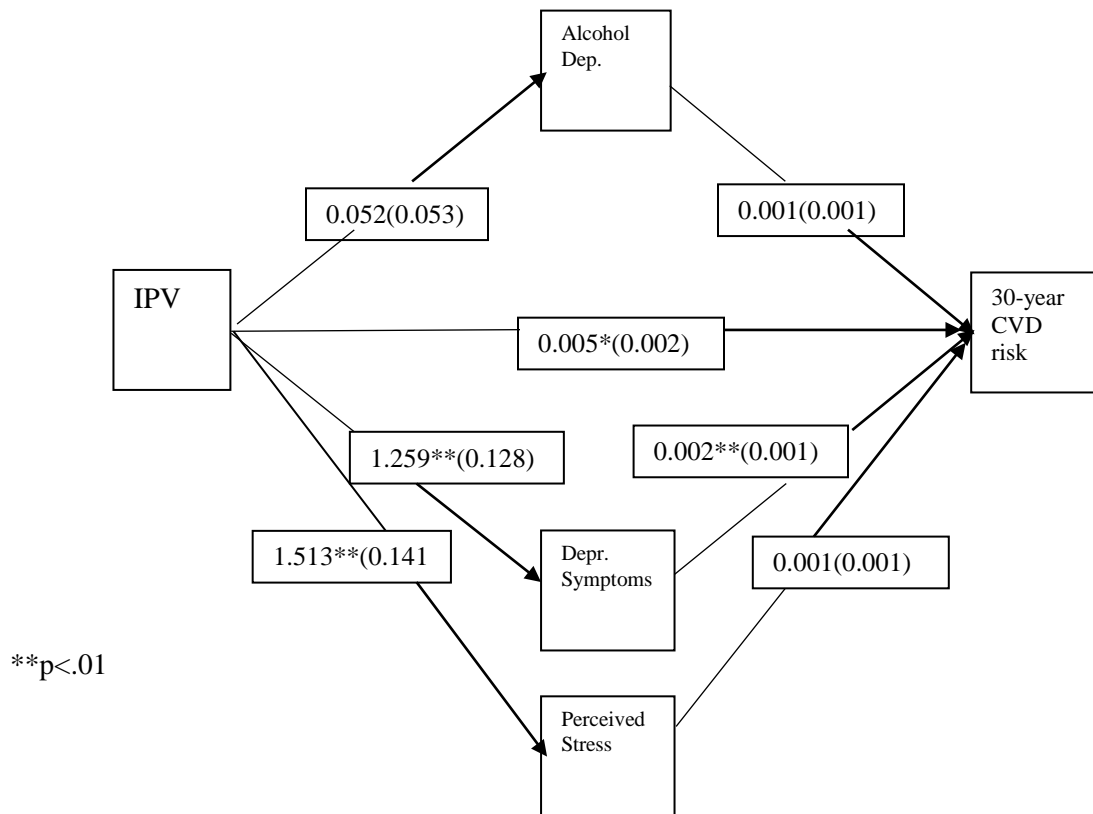 Alcohol
Dep.
0.052(0.053)
0.001(0.001)
IPV
30-year
CVD
risk
0.005*(0.002)
1.259**(0.128)
0.002**(0.001)
1.513**(0.141
Depr.
Symptoms
0.001(0.001)
**p<.01
Perceived
Stress